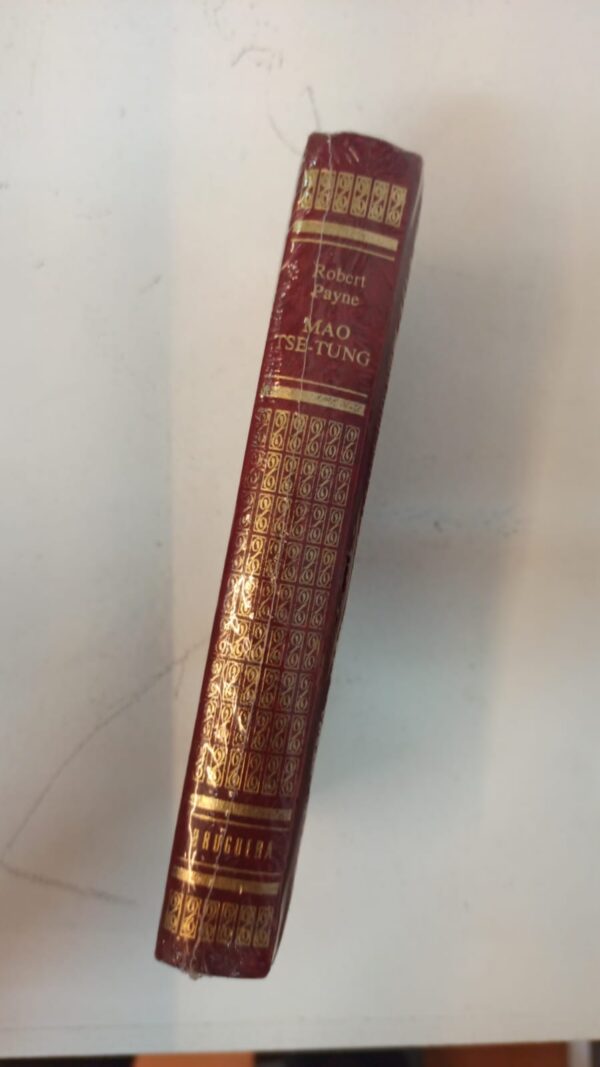 Robert
Payne
MAO
TSE-TUNG
BRUGUERA